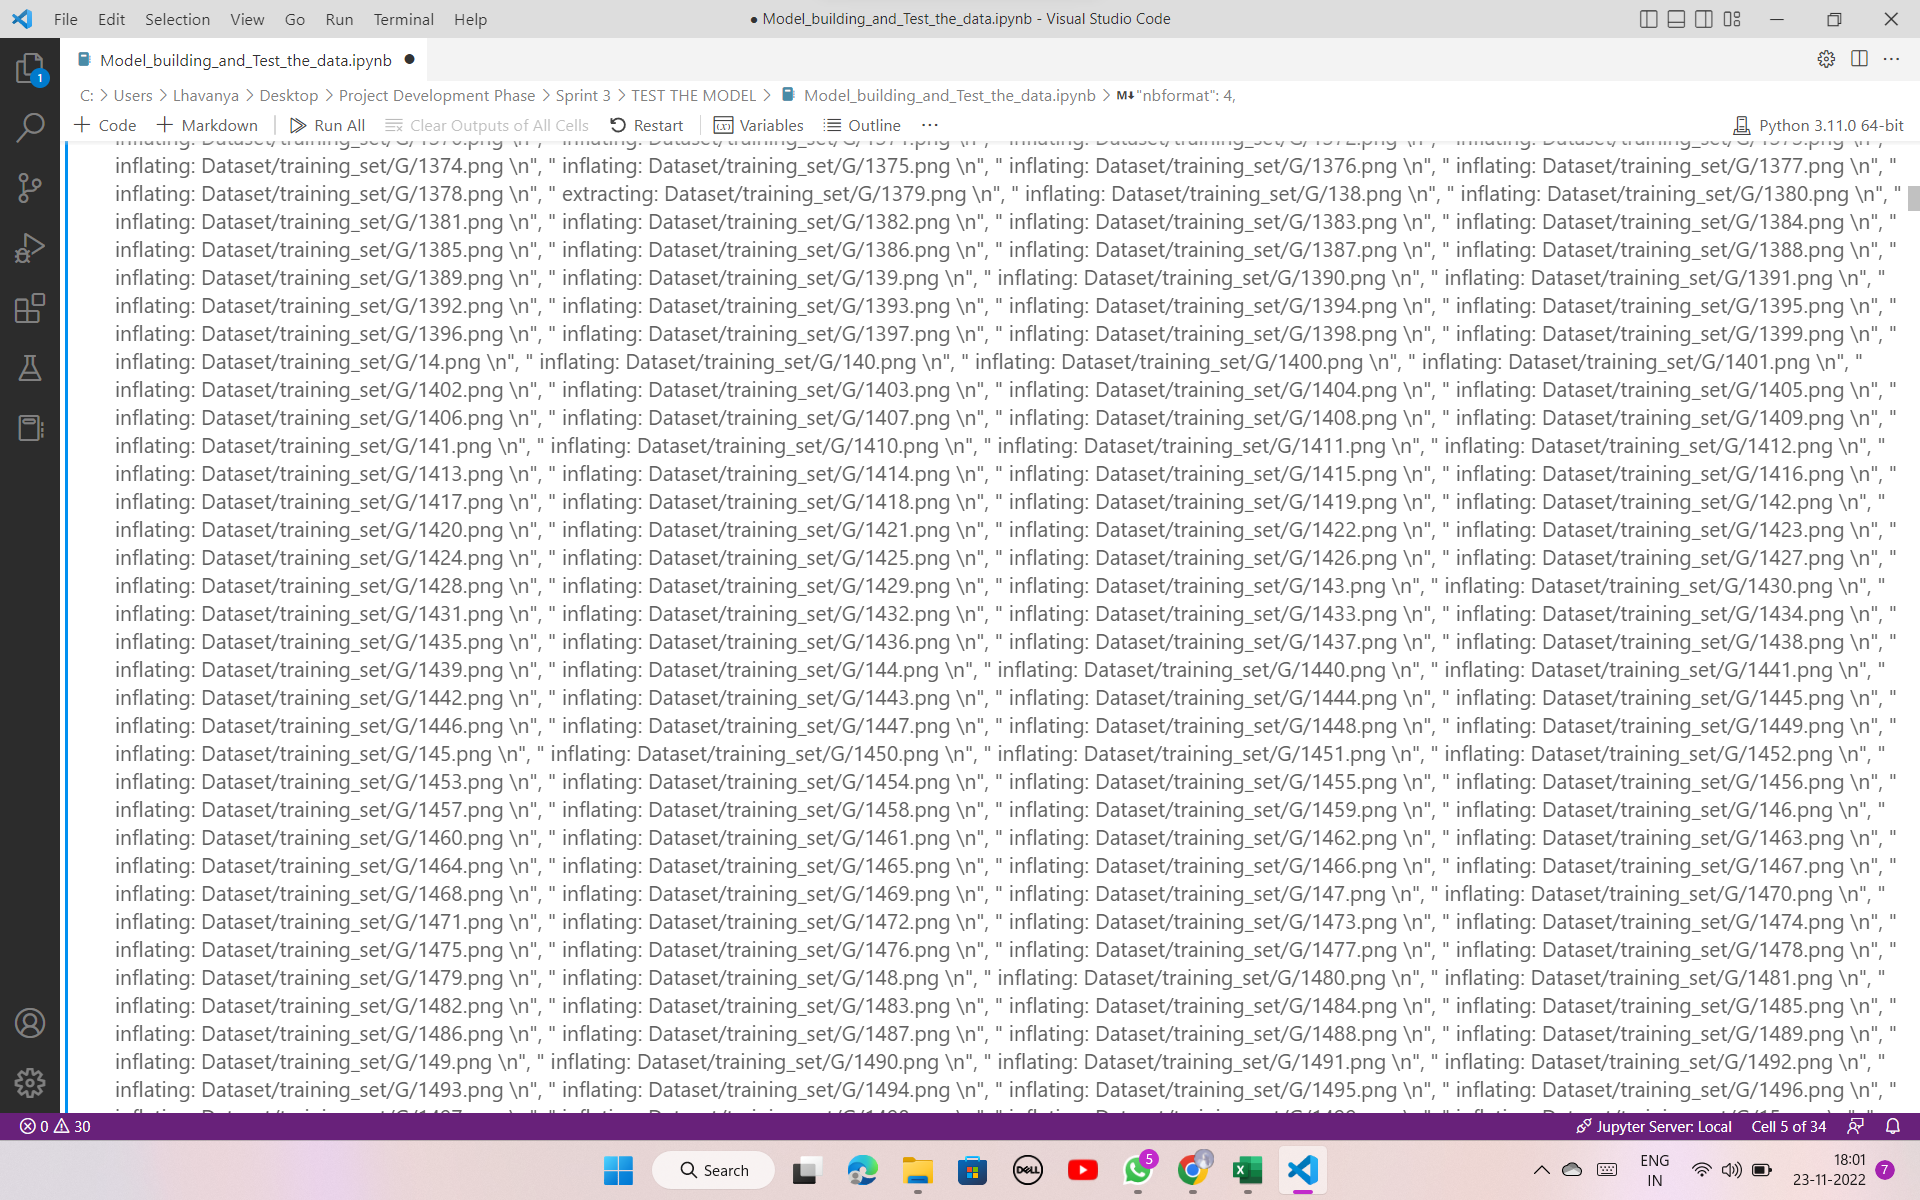 File Edit Selection View Go Run Terminal Help
● Model_building_and_Test_the_data.ipynb - Visual Studio Code
1
Model_building_and_Test_the_data.ipynb ●
C: > Users > Lhavanya > Desktop > Project Development Phase > Sprint 3 > TEST THE MODEL > Model_building_and_Test_the_data.ipynb > M↓"nbformat": 4,
+ Code + Markdown Run All Clear Outputs of All Cells Restart Variables Outline ··· Python 3.11.0 64-bit
inflating: Dataset/training_set/G/1374.png \n", " inflating: Dataset/training_set/G/1375.png \n", " inflating: Dataset/training_set/G/1376.png \n", " inflating: Dataset/training_set/G/1377.png \n", "
inflating: Dataset/training_set/G/1378.png \n", " extracting: Dataset/training_set/G/1379.png \n", " inflating: Dataset/training_set/G/138.png \n", " inflating: Dataset/training_set/G/1380.png \n", "
inflating: Dataset/training_set/G/1381.png \n", " inflating: Dataset/training_set/G/1382.png \n", " inflating: Dataset/training_set/G/1383.png \n", " inflating: Dataset/training_set/G/1384.png \n", "
inflating: Dataset/training_set/G/1385.png \n", " inflating: Dataset/training_set/G/1386.png \n", " inflating: Dataset/training_set/G/1387.png \n", " inflating: Dataset/training_set/G/1388.png \n", "
inflating: Dataset/training_set/G/1389.png \n", " inflating: Dataset/training_set/G/139.png \n", " inflating: Dataset/training_set/G/1390.png \n", " inflating: Dataset/training_set/G/1391.png \n", "
inflating: Dataset/training_set/G/1392.png \n", " inflating: Dataset/training_set/G/1393.png \n", " inflating: Dataset/training_set/G/1394.png \n", " inflating: Dataset/training_set/G/1395.png \n", "
inflating: Dataset/training_set/G/1396.png \n", " inflating: Dataset/training_set/G/1397.png \n", " inflating: Dataset/training_set/G/1398.png \n", " inflating: Dataset/training_set/G/1399.png \n", "
inflating: Dataset/training_set/G/14.png \n", " inflating: Dataset/training_set/G/140.png \n", " inflating: Dataset/training_set/G/1400.png \n", " inflating: Dataset/training_set/G/1401.png \n", "
inflating: Dataset/training_set/G/1402.png \n", " inflating: Dataset/training_set/G/1403.png \n", " inflating: Dataset/training_set/G/1404.png \n", " inflating: Dataset/training_set/G/1405.png \n", "
inflating: Dataset/training_set/G/1406.png \n", " inflating: Dataset/training_set/G/1407.png \n", " inflating: Dataset/training_set/G/1408.png \n", " inflating: Dataset/training_set/G/1409.png \n", "
inflating: Dataset/training_set/G/141.png \n", " inflating: Dataset/training_set/G/1410.png \n", " inflating: Dataset/training_set/G/1411.png \n", " inflating: Dataset/training_set/G/1412.png \n", "
inflating: Dataset/training_set/G/1413.png \n", " inflating: Dataset/training_set/G/1414.png \n", " inflating: Dataset/training_set/G/1415.png \n", " inflating: Dataset/training_set/G/1416.png \n", "
inflating: Dataset/training_set/G/1417.png \n", " inflating: Dataset/training_set/G/1418.png \n", " inflating: Dataset/training_set/G/1419.png \n", " inflating: Dataset/training_set/G/142.png \n", "
inflating: Dataset/training_set/G/1420.png \n", " inflating: Dataset/training_set/G/1421.png \n", " inflating: Dataset/training_set/G/1422.png \n", " inflating: Dataset/training_set/G/1423.png \n", "
inflating: Dataset/training_set/G/1424.png \n", " inflating: Dataset/training_set/G/1425.png \n", " inflating: Dataset/training_set/G/1426.png \n", " inflating: Dataset/training_set/G/1427.png \n", "
inflating: Dataset/training_set/G/1428.png \n", " inflating: Dataset/training_set/G/1429.png \n", " inflating: Dataset/training_set/G/143.png \n", " inflating: Dataset/training_set/G/1430.png \n", "
inflating: Dataset/training_set/G/1431.png \n", " inflating: Dataset/training_set/G/1432.png \n", " inflating: Dataset/training_set/G/1433.png \n", " inflating: Dataset/training_set/G/1434.png \n", "
inflating: Dataset/training_set/G/1435.png \n", " inflating: Dataset/training_set/G/1436.png \n", " inflating: Dataset/training_set/G/1437.png \n", " inflating: Dataset/training_set/G/1438.png \n", "
inflating: Dataset/training_set/G/1439.png \n", " inflating: Dataset/training_set/G/144.png \n", " inflating: Dataset/training_set/G/1440.png \n", " inflating: Dataset/training_set/G/1441.png \n", "
inflating: Dataset/training_set/G/1442.png \n", " inflating: Dataset/training_set/G/1443.png \n", " inflating: Dataset/training_set/G/1444.png \n", " inflating: Dataset/training_set/G/1445.png \n", "
inflating: Dataset/training_set/G/1446.png \n", " inflating: Dataset/training_set/G/1447.png \n", " inflating: Dataset/training_set/G/1448.png \n", " inflating: Dataset/training_set/G/1449.png \n", "
inflating: Dataset/training_set/G/145.png \n", " inflating: Dataset/training_set/G/1450.png \n", " inflating: Dataset/training_set/G/1451.png \n", " inflating: Dataset/training_set/G/1452.png \n", "
inflating: Dataset/training_set/G/1453.png \n", " inflating: Dataset/training_set/G/1454.png \n", " inflating: Dataset/training_set/G/1455.png \n", " inflating: Dataset/training_set/G/1456.png \n", "
inflating: Dataset/training_set/G/1457.png \n", " inflating: Dataset/training_set/G/1458.png \n", " inflating: Dataset/training_set/G/1459.png \n", " inflating: Dataset/training_set/G/146.png \n", "
inflating: Dataset/training_set/G/1460.png \n", " inflating: Dataset/training_set/G/1461.png \n", " inflating: Dataset/training_set/G/1462.png \n", " inflating: Dataset/training_set/G/1463.png \n", "
inflating: Dataset/training_set/G/1464.png \n", " inflating: Dataset/training_set/G/1465.png \n", " inflating: Dataset/training_set/G/1466.png \n", " inflating: Dataset/training_set/G/1467.png \n", "
inflating: Dataset/training_set/G/1468.png \n", " inflating: Dataset/training_set/G/1469.png \n", " inflating: Dataset/training_set/G/147.png \n", " inflating: Dataset/training_set/G/1470.png \n", "
inflating: Dataset/training_set/G/1471.png \n", " inflating: Dataset/training_set/G/1472.png \n", " inflating: Dataset/training_set/G/1473.png \n", " inflating: Dataset/training_set/G/1474.png \n", "
inflating: Dataset/training_set/G/1475.png \n", " inflating: Dataset/training_set/G/1476.png \n", " inflating: Dataset/training_set/G/1477.png \n", " inflating: Dataset/training_set/G/1478.png \n", "
inflating: Dataset/training_set/G/1479.png \n", " inflating: Dataset/training_set/G/148.png \n", " inflating: Dataset/training_set/G/1480.png \n", " inflating: Dataset/training_set/G/1481.png \n", "
inflating: Dataset/training_set/G/1482.png \n", " inflating: Dataset/training_set/G/1483.png \n", " inflating: Dataset/training_set/G/1484.png \n", " inflating: Dataset/training_set/G/1485.png \n", "
inflating: Dataset/training_set/G/1486.png \n", " inflating: Dataset/training_set/G/1487.png \n", " inflating: Dataset/training_set/G/1488.png \n", " inflating: Dataset/training_set/G/1489.png \n", "
inflating: Dataset/training_set/G/149.png \n", " inflating: Dataset/training_set/G/1490.png \n", " inflating: Dataset/training_set/G/1491.png \n", " inflating: Dataset/training_set/G/1492.png \n", "
inflating: Dataset/training_set/G/1493.png \n", " inflating: Dataset/training_set/G/1494.png \n", " inflating: Dataset/training_set/G/1495.png \n", " inflating: Dataset/training_set/G/1496.png \n", "
0 30 Jupyter Server: Local Cell 5 of 34
Search DELL 5 ENG IN 18:01 23-11-2022 7